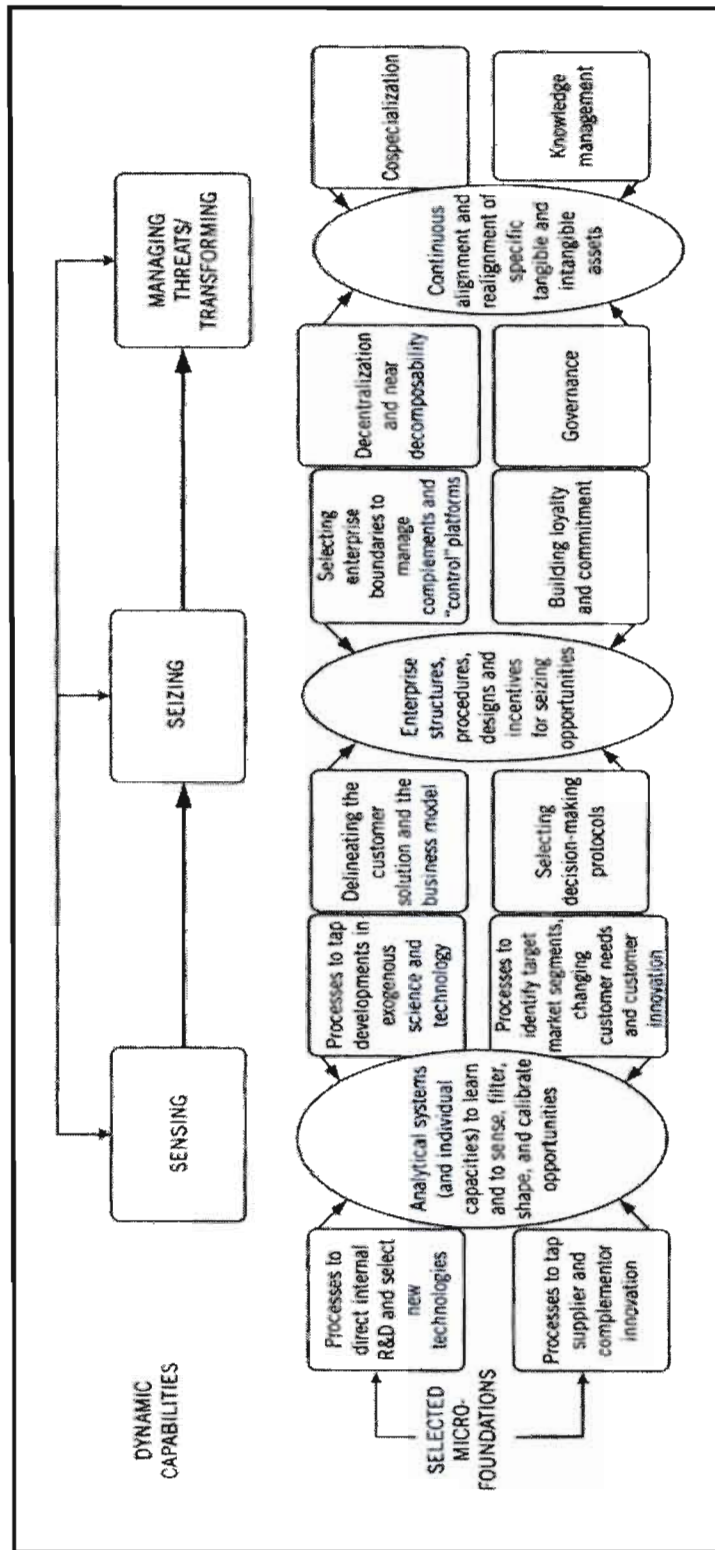 DYNAMIC
CAPABILITIES
SENSING
SEIZING
MANAGING
THREATS/
TRANSFORMING
SELECTED
MICRO-
FOUNDATIONS
Processes to
direct internal
R&D and select
new
technologies
Processes to tap
supplier and
complementor
innovation
Analytical systems
(and individual
capacities) to learn
and to sense, filter,
shape, and calibrate
opportunities
Processes to tap
developments in
exogenous
science and
technology
Processes to
identify target
market segments,
changing
customer needs
and customer
innovation
Delineating the
customer
solution and the
business model
Selecting
decision-making
protocols
Enterprise
structures,
procedures,
designs and
incentives
for seizing
opportunities
Selecting
enterprise
boundaries to
manage
complements and
"control" platforms
Building loyalty
and commitment
Decentralization
and near
decomposability
Governance
Continuous
alignment and
realignment of
specific
tangible and
intangible
assets
Cospecialization
Knowledge
management